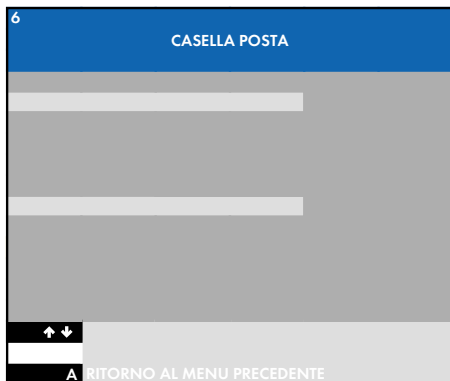 6
CASELLA POSTA
↑ ↓
A RITORNO AL MENU PRECEDENTE